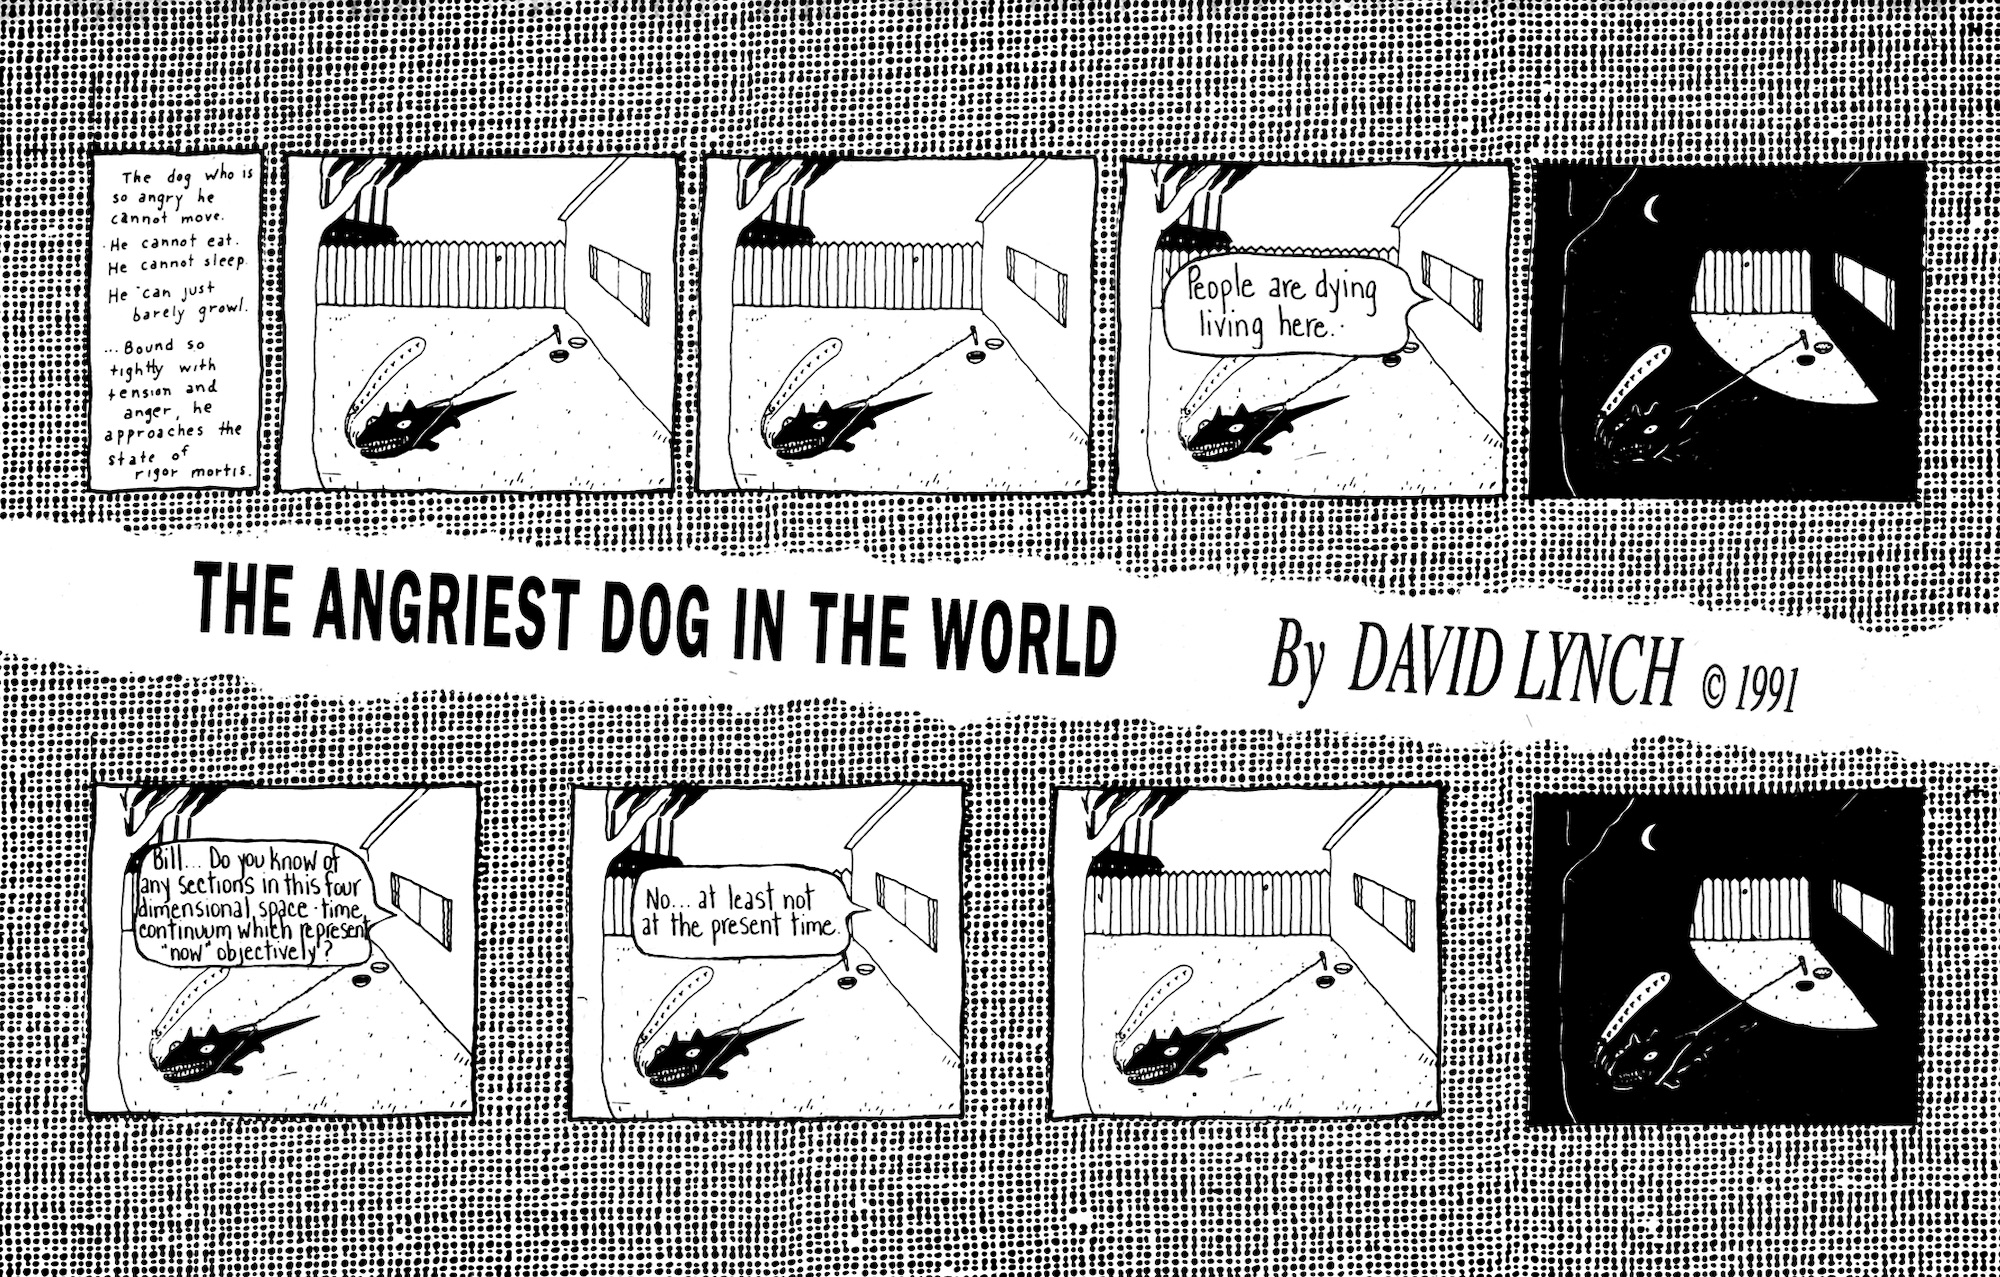 The dog who is
so angry he
cannot move.
He cannot eat.
He cannot sleep.
He can just
barely growl.
...Bound so
tightly with
tension and
anger, he
approaches the
state of
rigor mortis.
People are dying
living here..
THE ANGRIEST DOG IN THE WORLD
By DAVID LYNCH © 1991
Bill... Do you know of
any sections in this four
dimensional space-time
continuum which represent
"now" objectively?
No... at least not
at the present time.